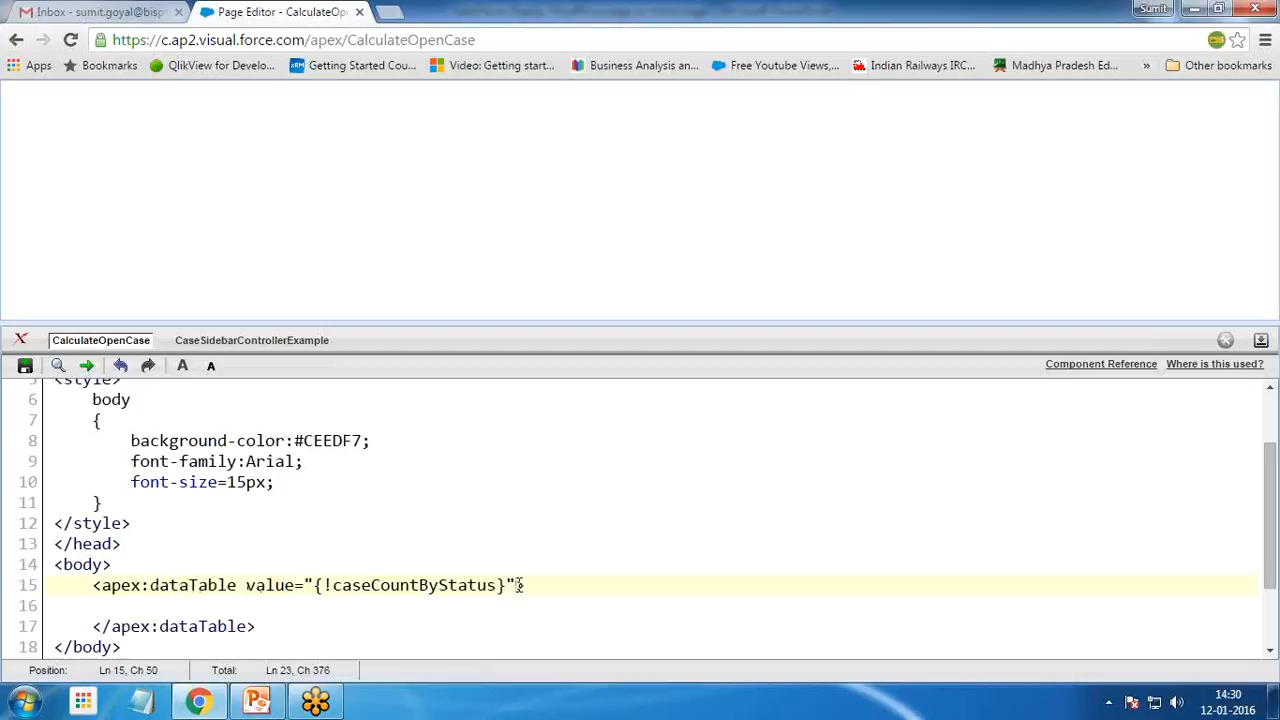 Inbox - sumit.goyal@bisp
Page Editor - CalculateOp
Sumit
https://c.ap2.visual.force.com/apex/CalculateOpenCase
Apps
Bookmarks
QlikView for Develo...
Getting Started Cou...
Video: Getting start...
Business Analysis an...
Free Youtube Views,...
Indian Railways IRC...
Madhya Pradesh Ed...
»
Other bookmarks
CalculateOpenCase
CaseSidebarControllerExample
A A
Component Reference
Where is this used?
5 <style>
6 body
7 {
8 background-color:#CEEDF7;
9 font-family:Arial;
10 font-size=15px;
11 }
12 </style>
13 </head>
14 <body>
15 <apex:dataTable value="{!caseCountByStatus}">
16
17 </apex:dataTable>
18 </body>
Position: Ln 15, Ch 50 Total: Ln 23, Ch 376
14:30
12-01-2016